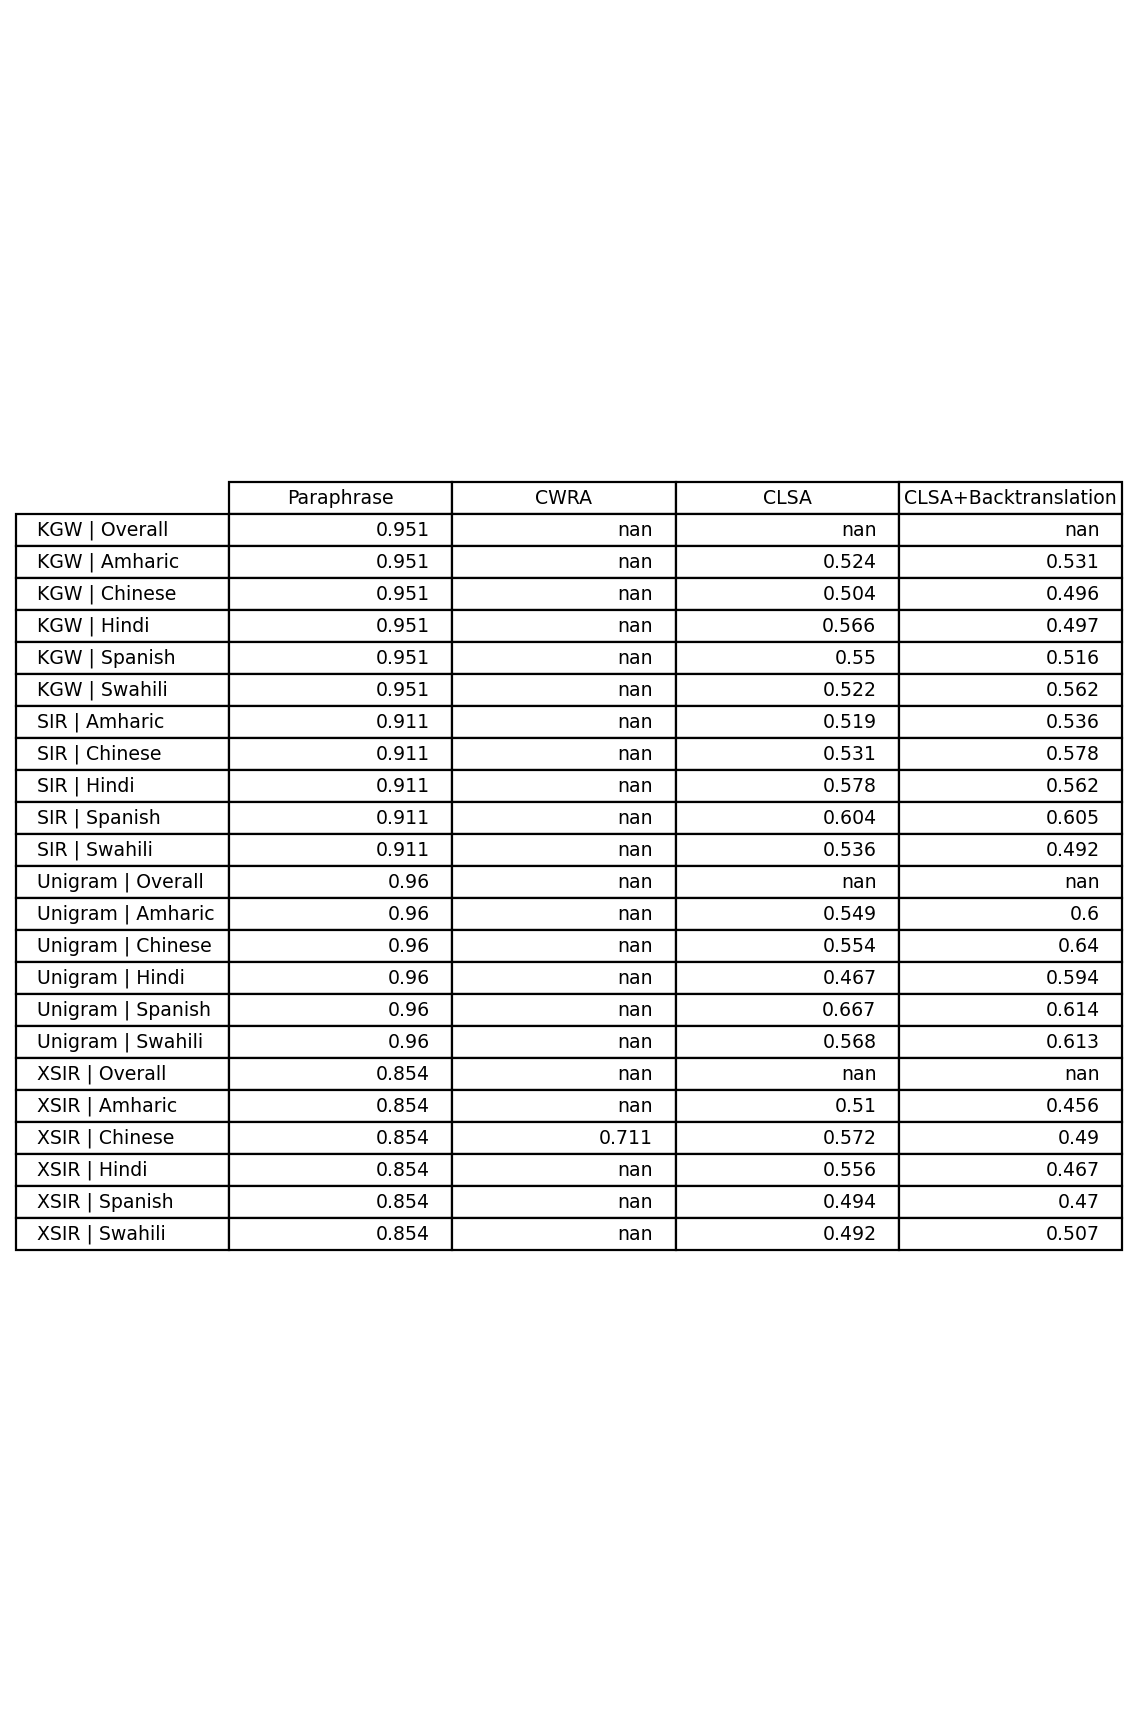 Paraphrase CWRA CLSA CLSA+Backtranslation
KGW | Overall 0.951 nan nan nan
KGW | Amharic 0.951 nan 0.524 0.531
KGW | Chinese 0.951 nan 0.504 0.496
KGW | Hindi 0.951 nan 0.566 0.497
KGW | Spanish 0.951 nan 0.55 0.516
KGW | Swahili 0.951 nan 0.522 0.562
SIR | Amharic 0.911 nan 0.519 0.536
SIR | Chinese 0.911 nan 0.531 0.578
SIR | Hindi 0.911 nan 0.578 0.562
SIR | Spanish 0.911 nan 0.604 0.605
SIR | Swahili 0.911 nan 0.536 0.492
Unigram | Overall 0.96 nan nan nan
Unigram | Amharic 0.96 nan 0.549 0.6
Unigram | Chinese 0.96 nan 0.554 0.64
Unigram | Hindi 0.96 nan 0.467 0.594
Unigram | Spanish 0.96 nan 0.667 0.614
Unigram | Swahili 0.96 nan 0.568 0.613
XSIR | Overall 0.854 nan nan nan
XSIR | Amharic 0.854 nan 0.51 0.456
XSIR | Chinese 0.854 0.711 0.572 0.49
XSIR | Hindi 0.854 nan 0.556 0.467
XSIR | Spanish 0.854 nan 0.494 0.47
XSIR | Swahili 0.854 nan 0.492 0.507